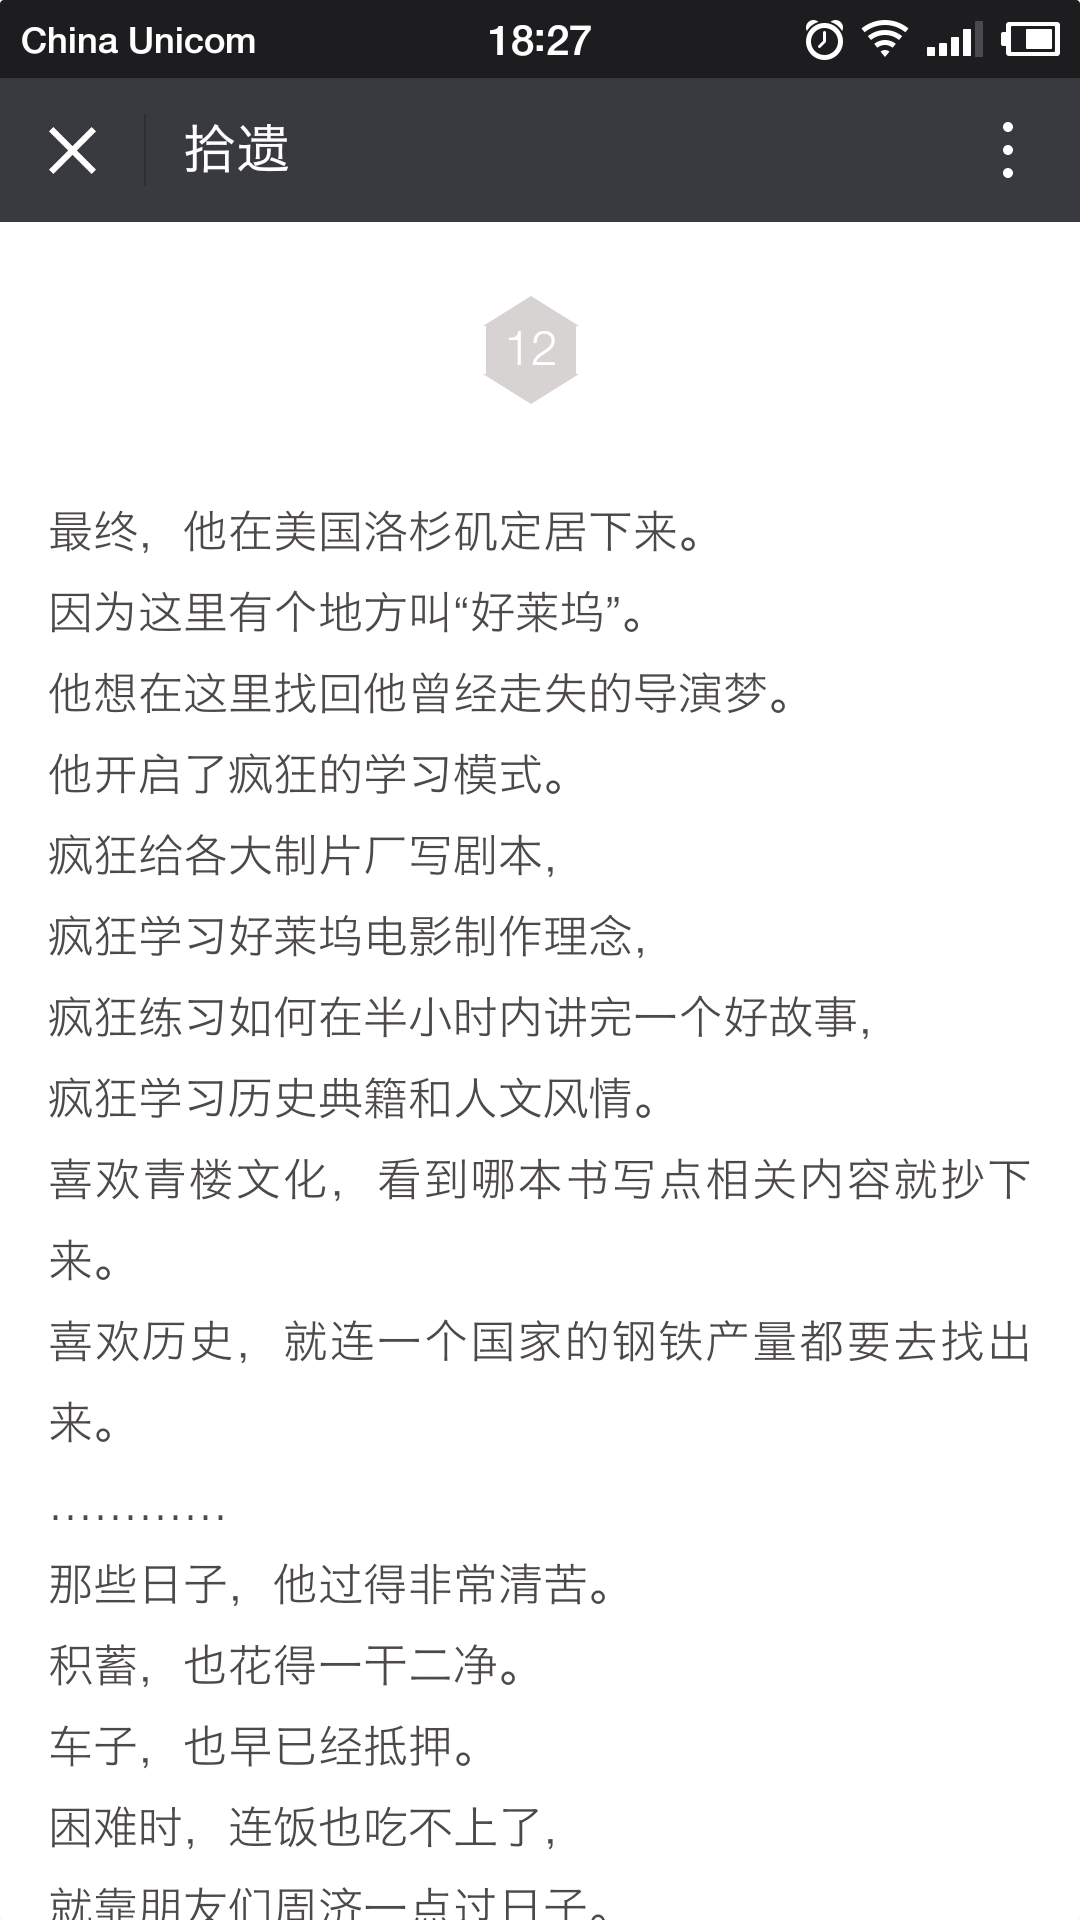 China Unicom 18:27
拾遗
12
最终，他在美国洛杉矶定居下来。
因为这里有个地方叫“好莱坞”。
他想在这里找回他曾经走失的导演梦。
他开启了疯狂的学习模式。
疯狂给各大制片厂写剧本，
疯狂学习好莱坞电影制作理念，
疯狂练习如何在半小时内讲完一个好故事，
疯狂学习历史典籍和人文风情。
喜欢青楼文化，看到哪本书写点相关内容就抄下
来。
喜欢历史，就连一个国家的钢铁产量都要去找出
来。
…………
那些日子，他过得非常清苦。
积蓄，也花得一干二净。
车子，也早已经抵押。
困难时，连饭也吃不上了，
就靠朋友们周济一点过日子。